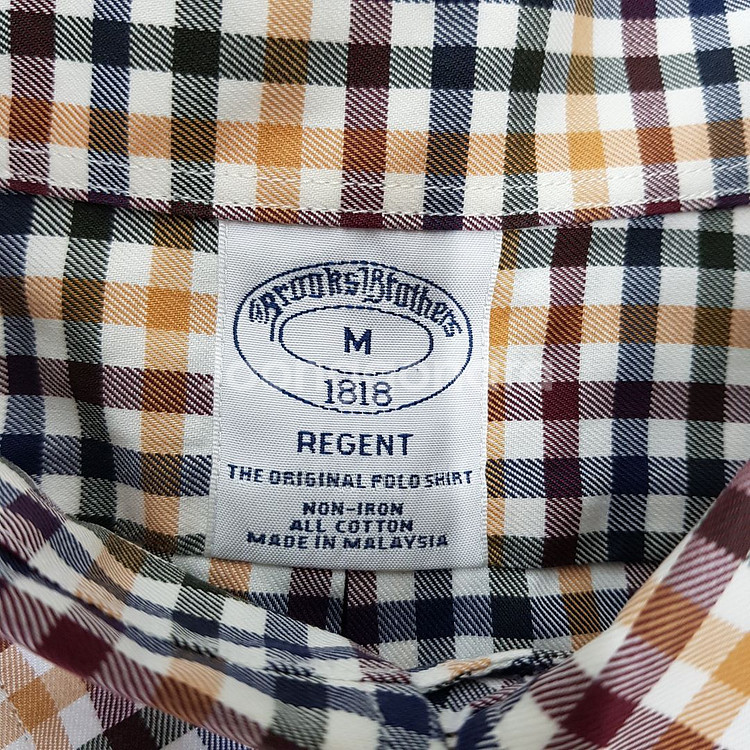 Brooks Brothers
M
1818
REGENT
THE ORIGINAL POLO SHIRT
NON-IRON
ALL COTTON
MADE IN MALAYSIA